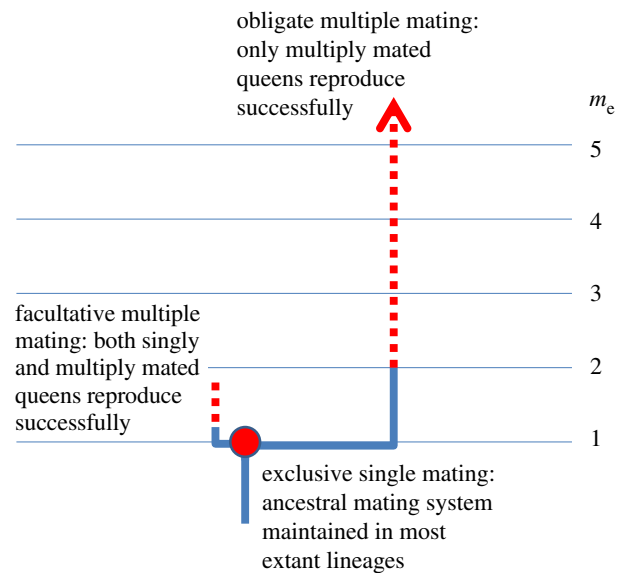 obligate multiple mating:
only multiply mated
queens reproduce
successfully
me
5
4
3
facultative multiple
mating: both singly
and multiply mated
queens reproduce
successfully
2
1
exclusive single mating:
ancestral mating system
maintained in most
extant lineages